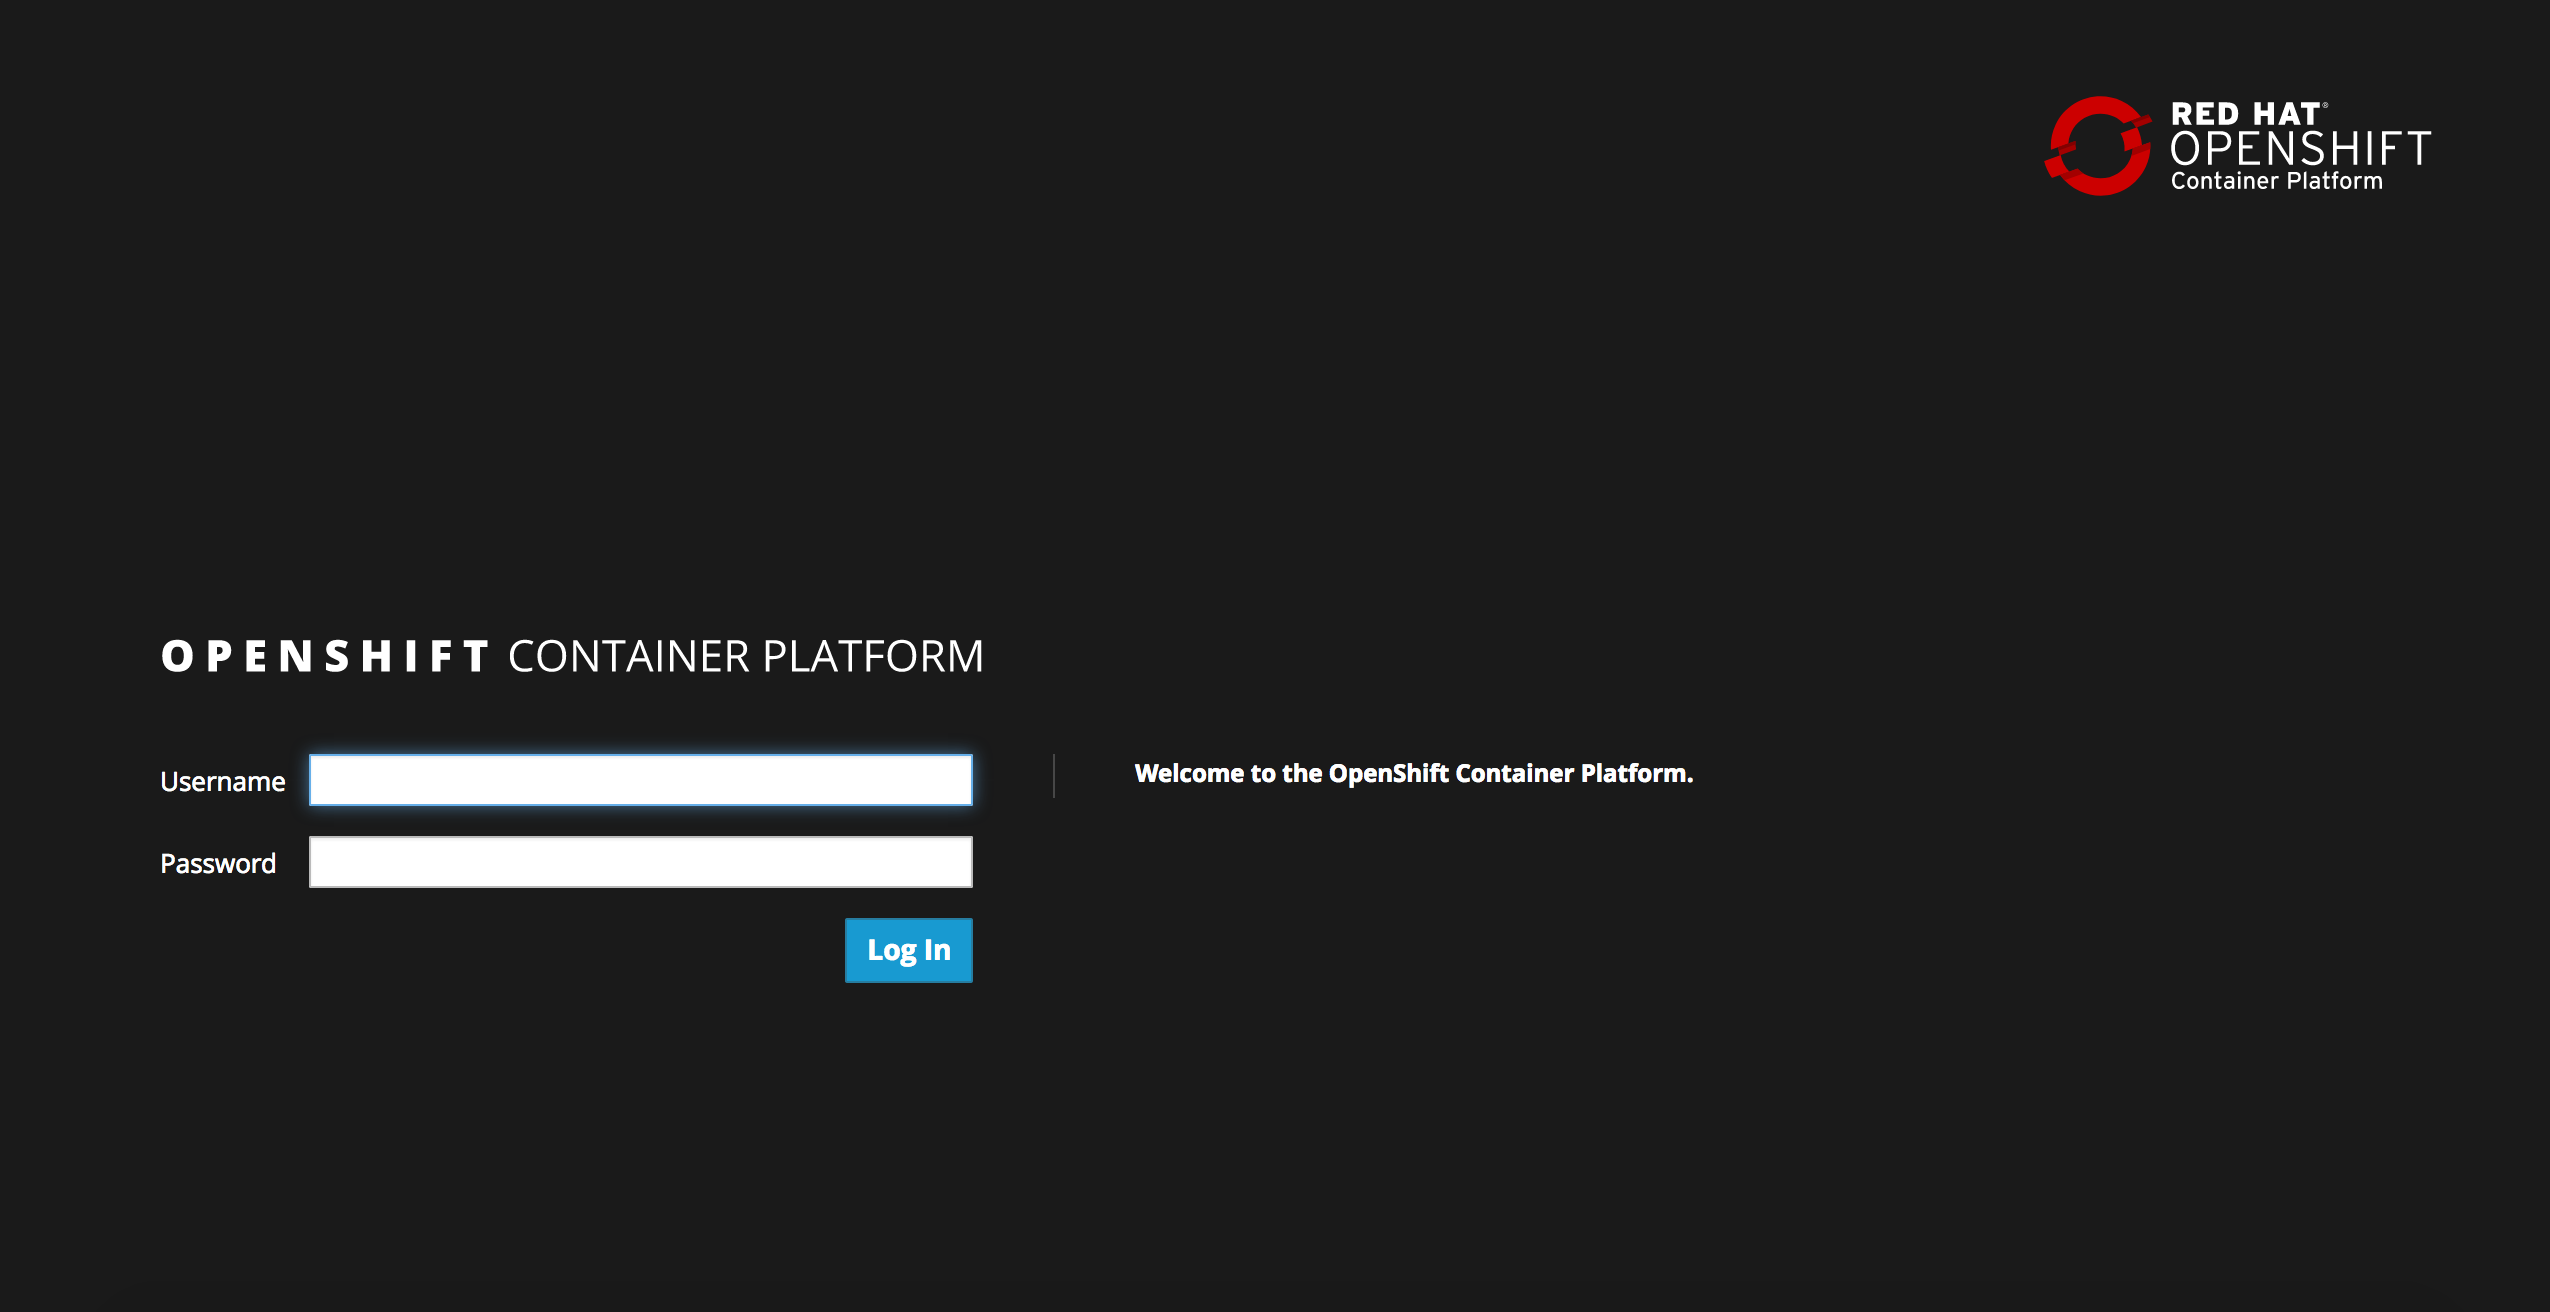 RED HAT®
OPENSHIFT
Container Platform
OPENSHIFT CONTAINER PLATFORM
Username
Welcome to the OpenShift Container Platform.
Password
Log In